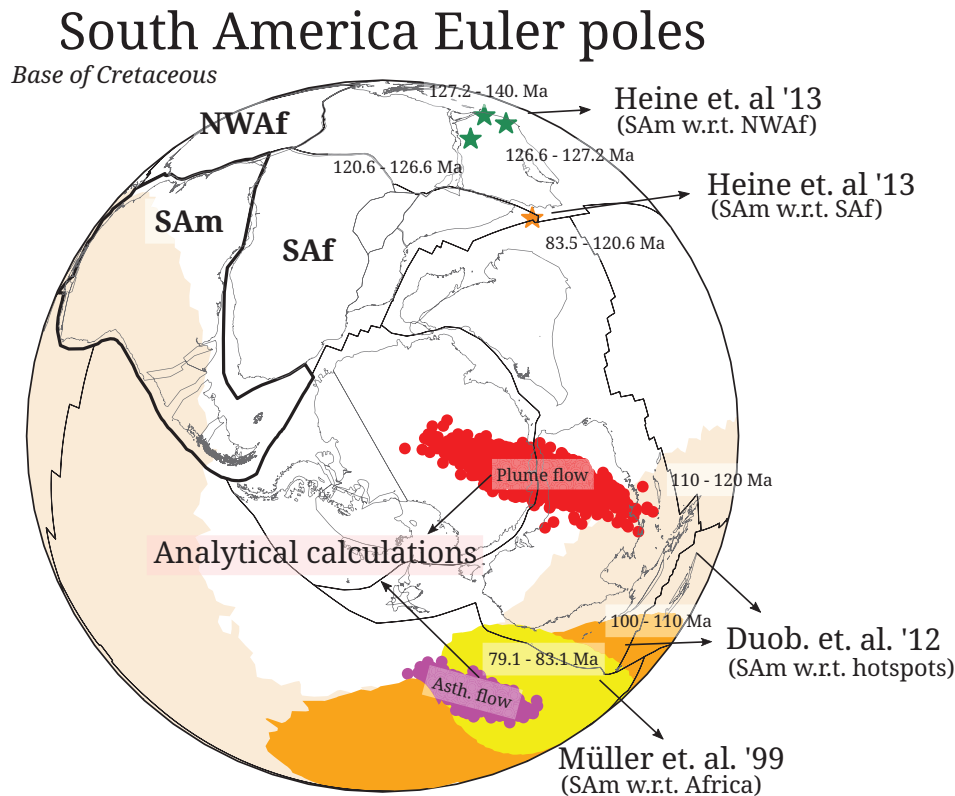 South America Euler poles
Base of Cretaceous
127.2 - 140. Ma
Heine et. al '13
(SAm w.r.t. NWAf)
NWAf
126.6 - 127.2 Ma
120.6 - 126.6 Ma
Heine et. al '13
(SAm w.r.t. SAf)
SAm
SAf
83.5 - 120.6 Ma
Plume flow
110 - 120 Ma
Analytical calculations
100 - 110 Ma
Duob. et. al. '12
(SAm w.r.t. hotspots)
79.1 - 83.1 Ma
Asth. flow
Müller et. al. '99
(SAm w.r.t. Africa)